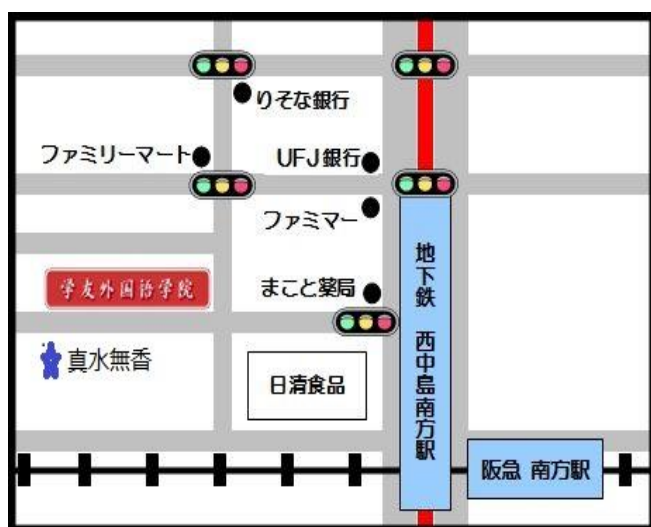 りそな銀行
ファミリーマート
UFJ銀行
ファミマー
学友外国语学院
まこと薬局
地下鉄 西中島南方駅
真水無香
日清食品
阪急 南方駅